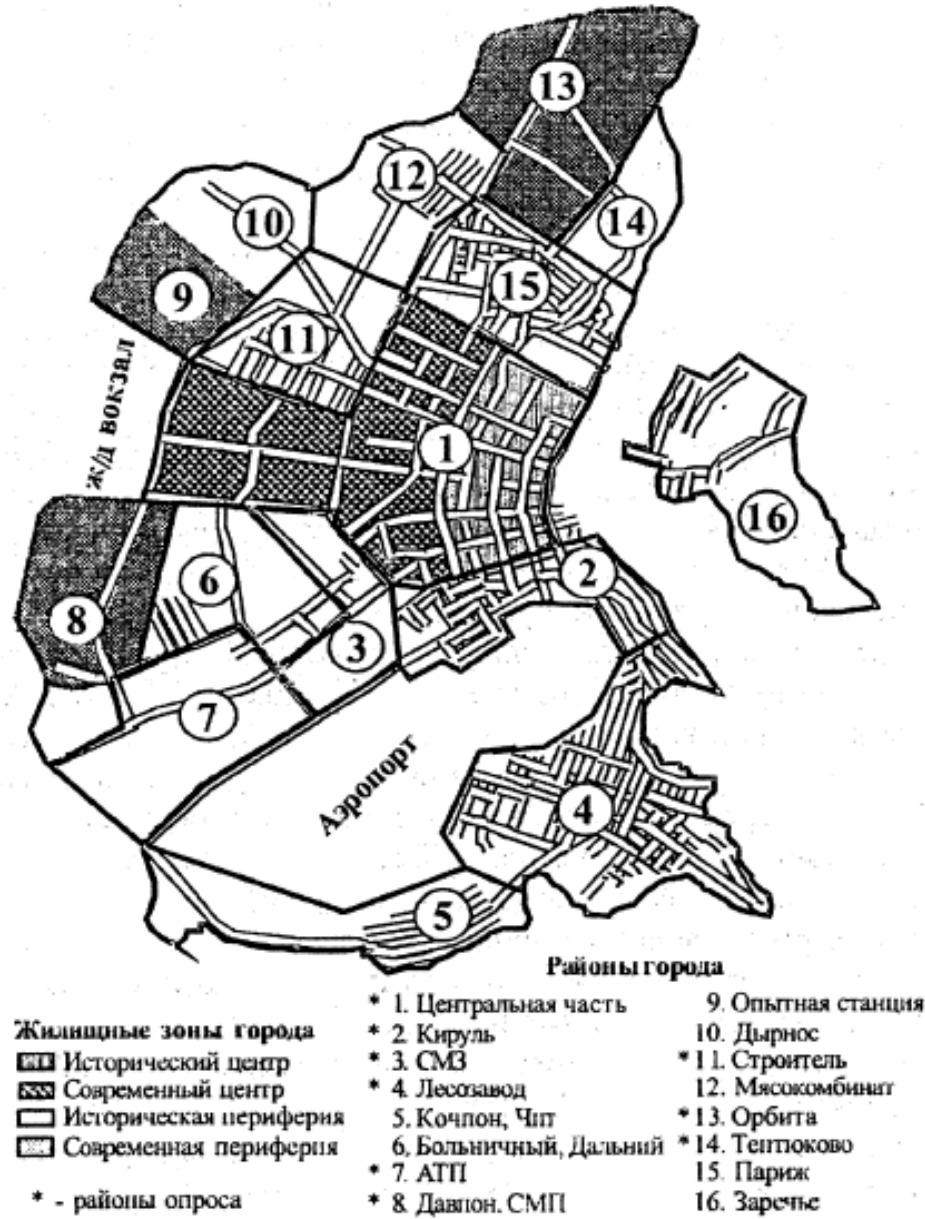 13
12
14
10
15
9
11
ж/д вокзал
1
16
2
6
8
3
7
Аэропорт
4
5
Районы города
Жилищные зоны города
Исторический центр
Современный центр
Историческая периферия
Современная периферия
* - районы опроса
* 1. Центральная часть
* 2. Кируль
* 3. СМЗ
* 4. Лесозавод
5. Кочпон, Чит
6. Больничный, Дальний
* 7. АТП
* 8. Давпон. СМП
9. Опытная станция
10. Дырнос
* 11. Строитель
12. Мясокомбинат
* 13. Орбита
* 14. Тентюково
15. Париж
16. Заречье